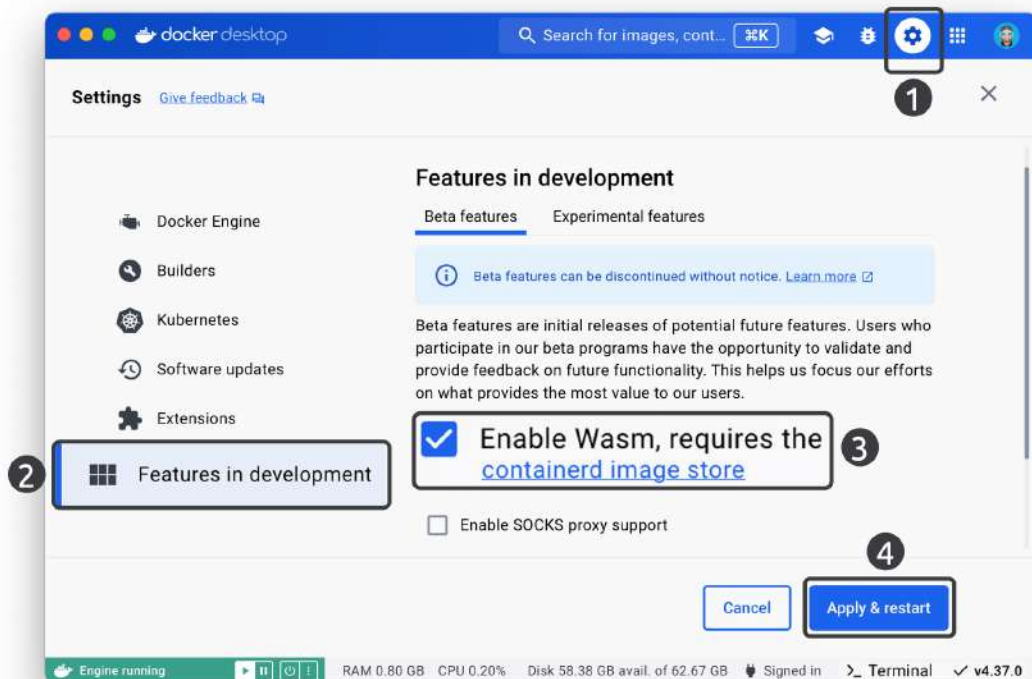 docker desktop
Search for images, cont... ⌘K
1
Settings Give feedback
Features in development
Beta features Experimental features
Docker Engine
Builders
Kubernetes
Software updates
Extensions
2 Features in development
Beta features can be discontinued without notice. Learn more
Beta features are initial releases of potential future features. Users who
participate in our beta programs have the opportunity to validate and
provide feedback on future functionality. This helps us focus our efforts
on what provides the most value to our users.
Enable Wasm, requires the
containerd image store
3
Enable SOCKS proxy support
4
Cancel Apply & restart
Engine running RAM 0.80 GB CPU 0.20% Disk 58.38 GB avail. of 62.67 GB Signed in >_ Terminal v4.37.0